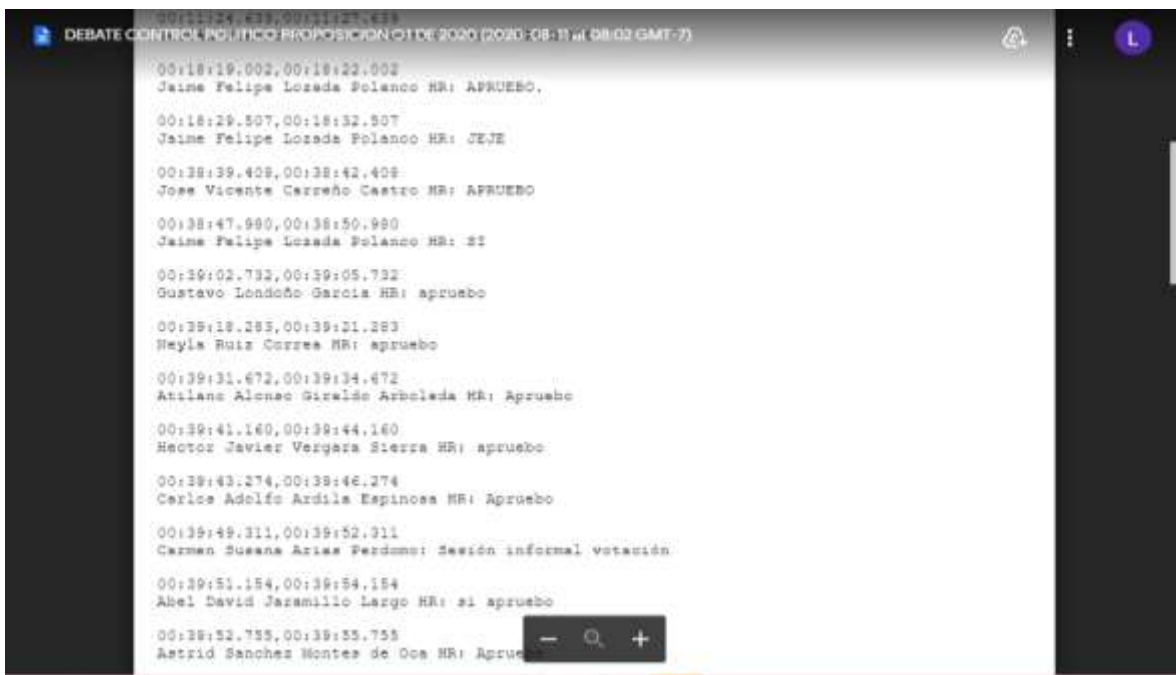 00:11:24.639,00:11:27.639
DEBATE CONTROL POLITICO PROPOSICION 01 DE 2020 (2020-08-11 at 08:02 GMT-7)
L
00:18:19.002,00:18:22.002
Jaime Felipe Lozada Polanco HR: APRUEBO.
00:18:29.507,00:18:32.507
Jaime Felipe Lozada Polanco HR: JEJE
00:38:39.408,00:38:42.408
Jose Vicente Carreño Castro HR: APRUEBO
00:38:47.980,00:38:50.980
Jaime Felipe Lozada Polanco HR: SI
00:39:02.732,00:39:05.732
Gustavo Londoño Garcia HR: apruebo
00:39:18.283,00:39:21.283
Neyla Ruiz Correa HR: apruebo
00:39:31.672,00:39:34.672
Atilano Alonso Giraldo Arboleda HR: Apruebo
00:39:41.160,00:39:44.160
Hector Javier Vergara Sierra HR: apruebo
00:39:43.274,00:39:46.274
Carlos Adolfo Ardila Espinosa HR: Apruebo
00:39:49.311,00:39:52.311
Carmen Susana Arias Perdomo: Sesión informal votación
00:39:51.154,00:39:54.154
Abel David Jaramillo Largo HR: si apruebo
00:39:52.755,00:39:55.755
Astrid Sanchez Montes de Oca HR: Aprue